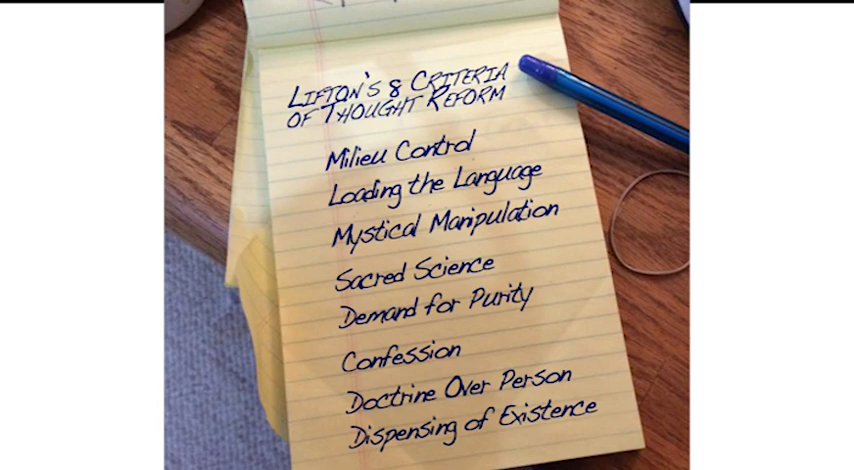 LIFTON'S 8 CRITERIA
OF THOUGHT REFORM
Milieu Control
Loading the Language
Mystical Manipulation
Sacred Science
Demand for Purity
Confession
Doctrine Over Person
Dispensing of Existence